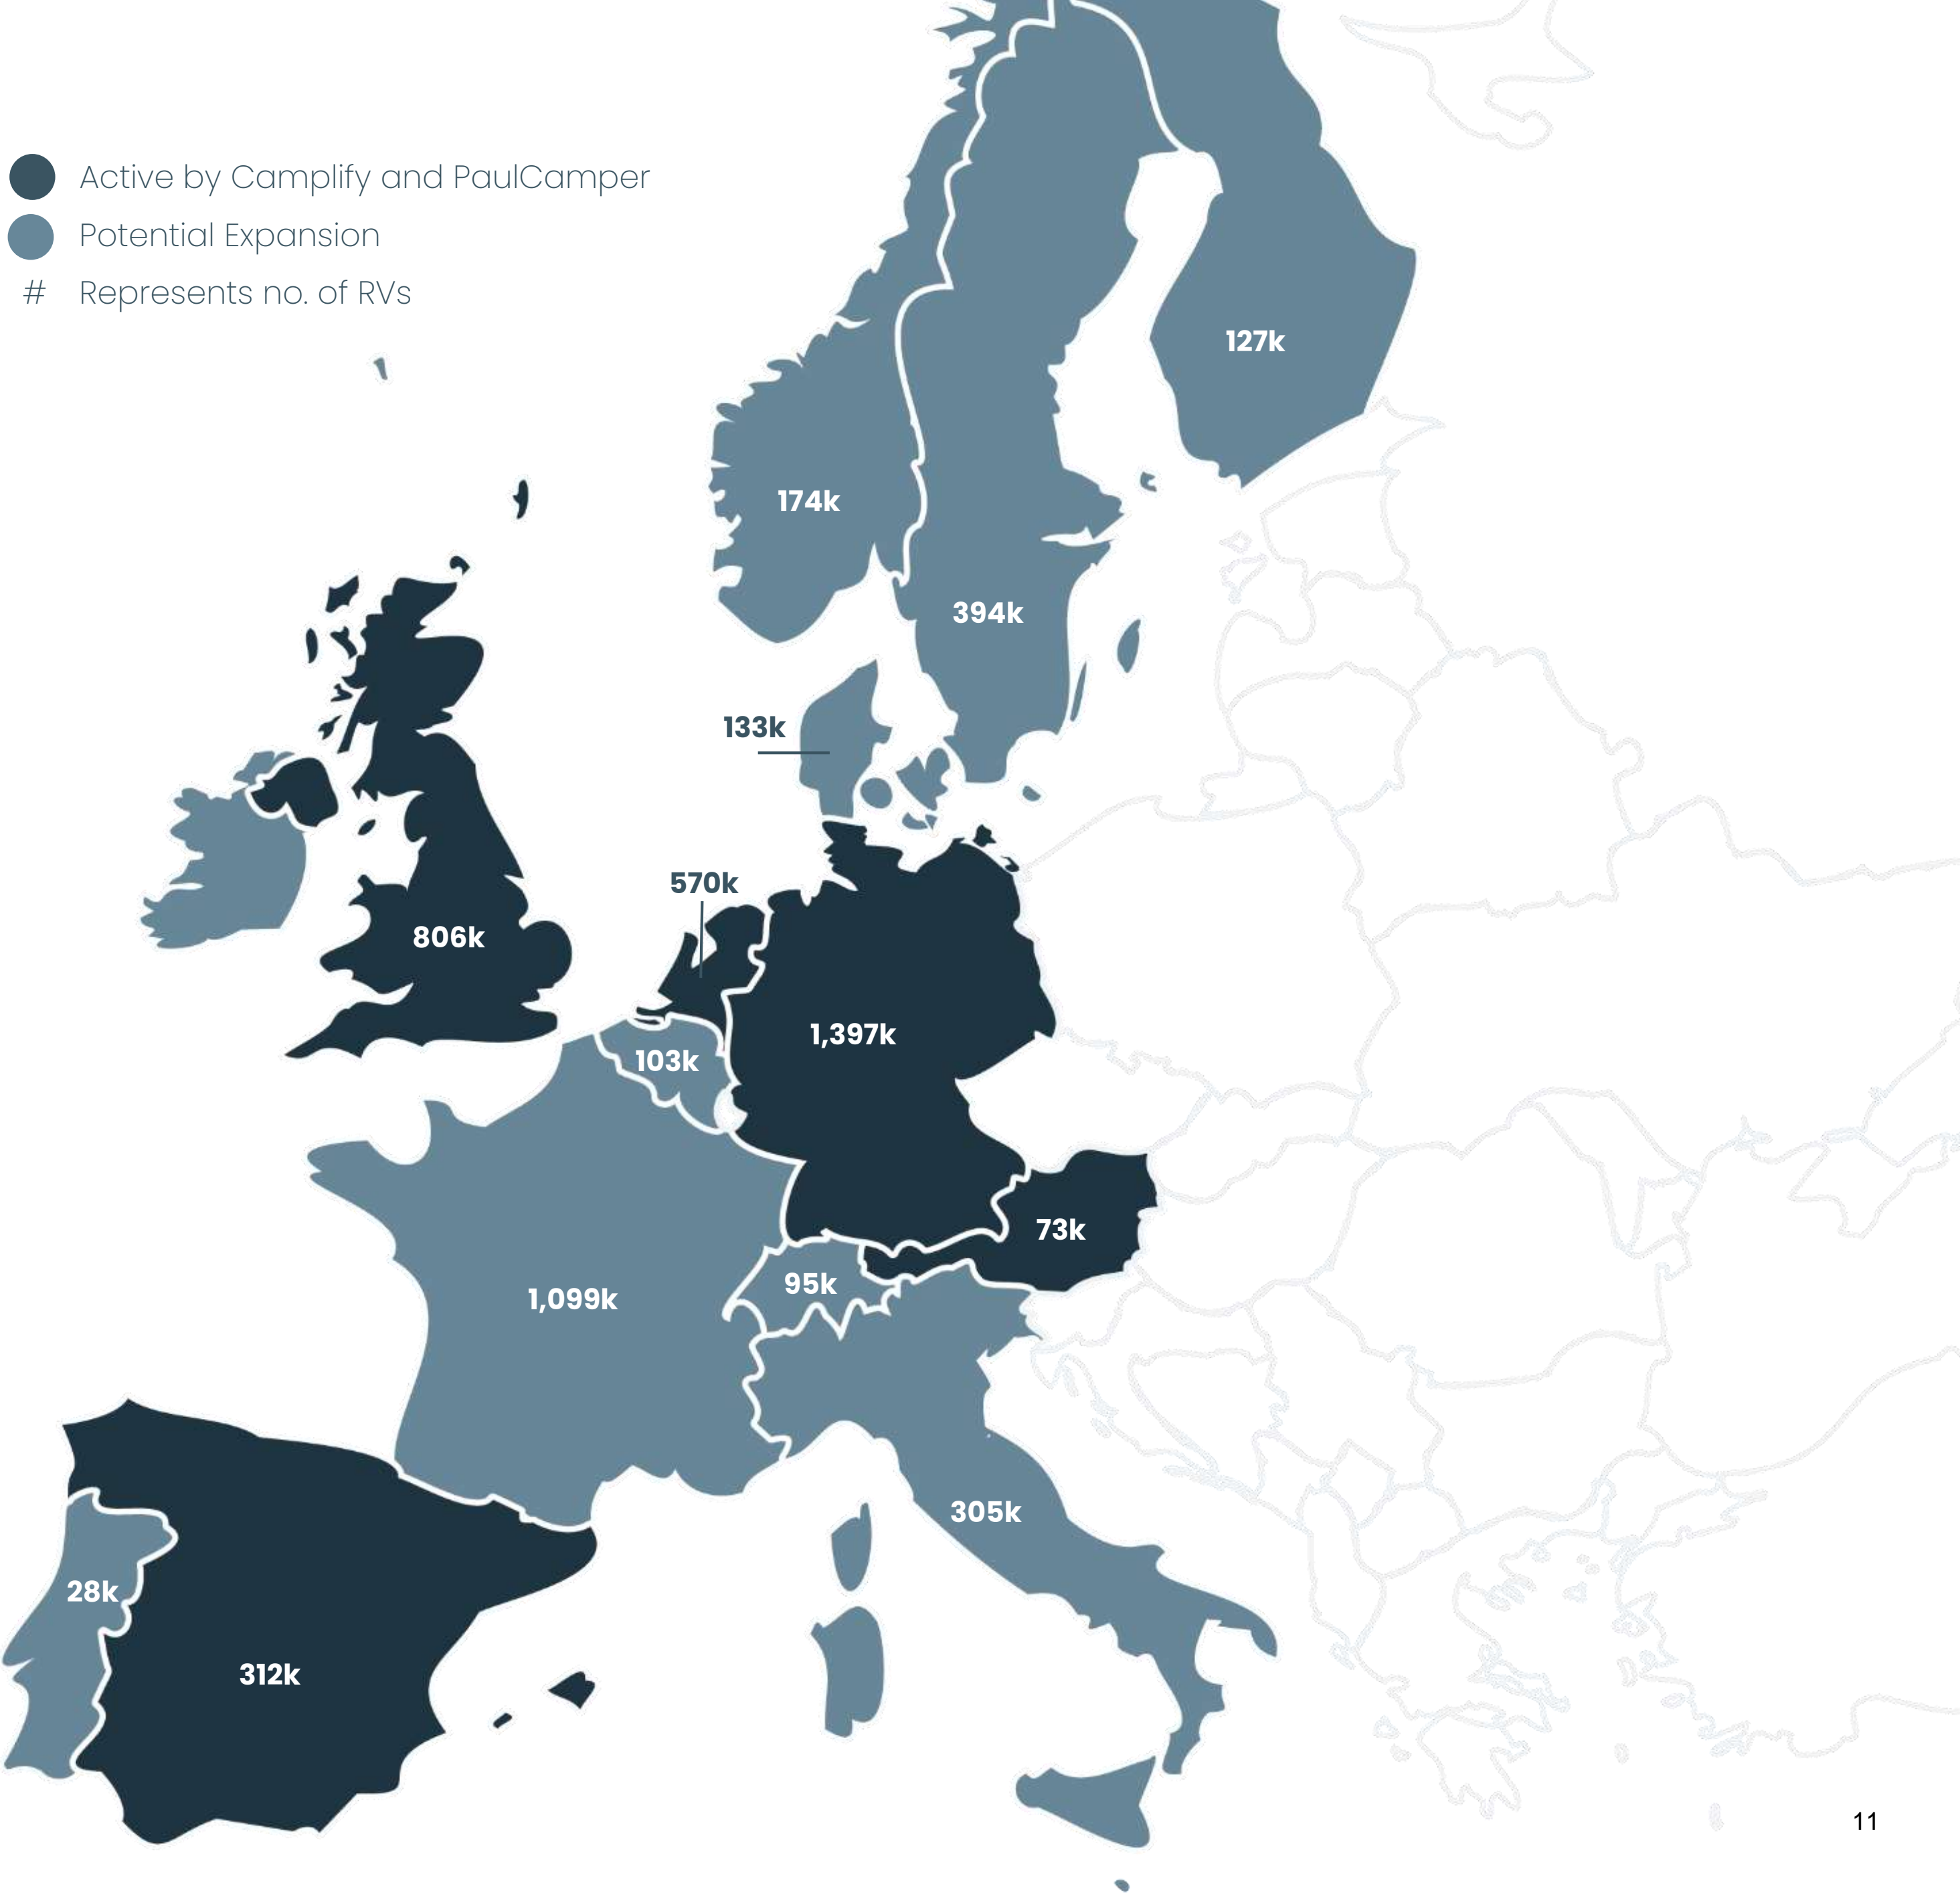 Active by Camplify and PaulCamper
Potential Expansion
# Represents no. of RVs
127k
174k
394k
133k
570k
806k
1,397k
103k
73k
95k
1,099k
305k
28k
312k
11